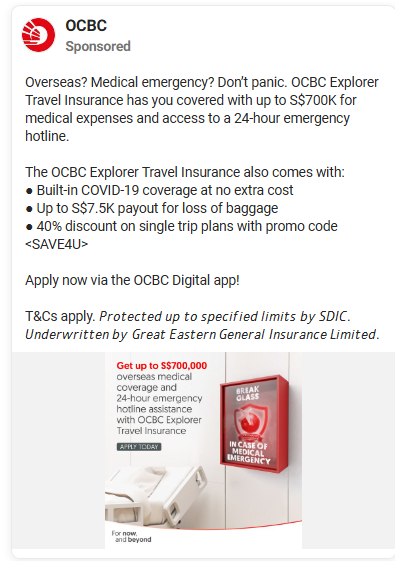 OCBC
Sponsored
Overseas? Medical emergency? Don't panic. OCBC Explorer
Travel Insurance has you covered with up to S$700K for
medical expenses and access to a 24-hour emergency
hotline.
The OCBC Explorer Travel Insurance also comes with:
● Built-in COVID-19 coverage at no extra cost
● Up to S$7.5K payout for loss of baggage
● 40% discount on single trip plans with promo code
<SAVE4U>
Apply now via the OCBC Digital app!
T&Cs apply. Protected up to specified limits by SDIC.
Underwritten by Great Eastern General Insurance Limited.
Get up to S$700,000
overseas medical
coverage and
24-hour emergency
hotline assistance
with OCBC Explorer
Travel Insurance
APPLY TODAY
BREAK
GLASS
IN CASE OF
MEDICAL
EMERGENCY
For now,
and beyond